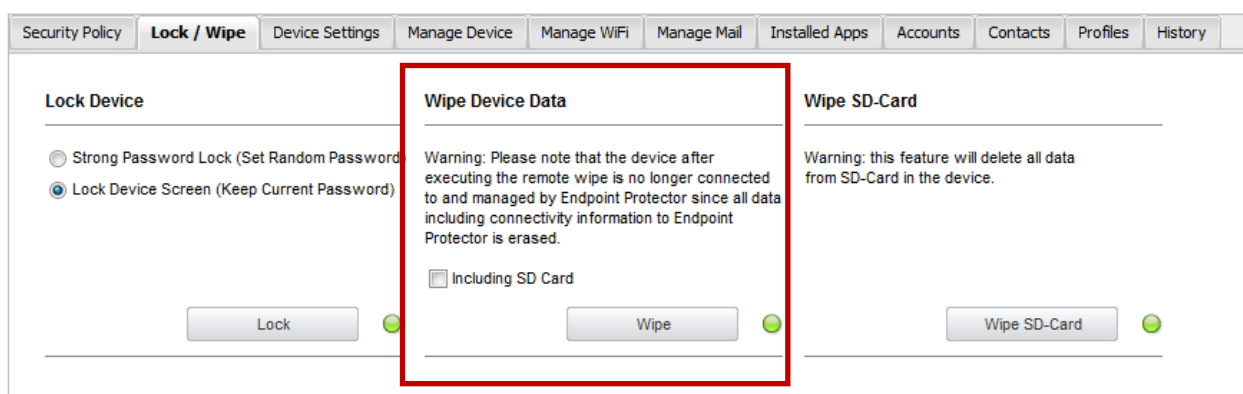 Security Policy Lock / Wipe Device Settings Manage Device Manage WiFi Manage Mail Installed Apps Accounts Contacts Profiles History
Lock Device
Strong Password Lock (Set Random Password)
Lock Device Screen (Keep Current Password)
Lock
Wipe Device Data
Warning: Please note that the device after
executing the remote wipe is no longer connected
to and managed by Endpoint Protector since all data
including connectivity information to Endpoint
Protector is erased.
Including SD Card
Wipe
Wipe SD-Card
Warning: this feature will delete all data
from SD-Card in the device.
Wipe SD-Card